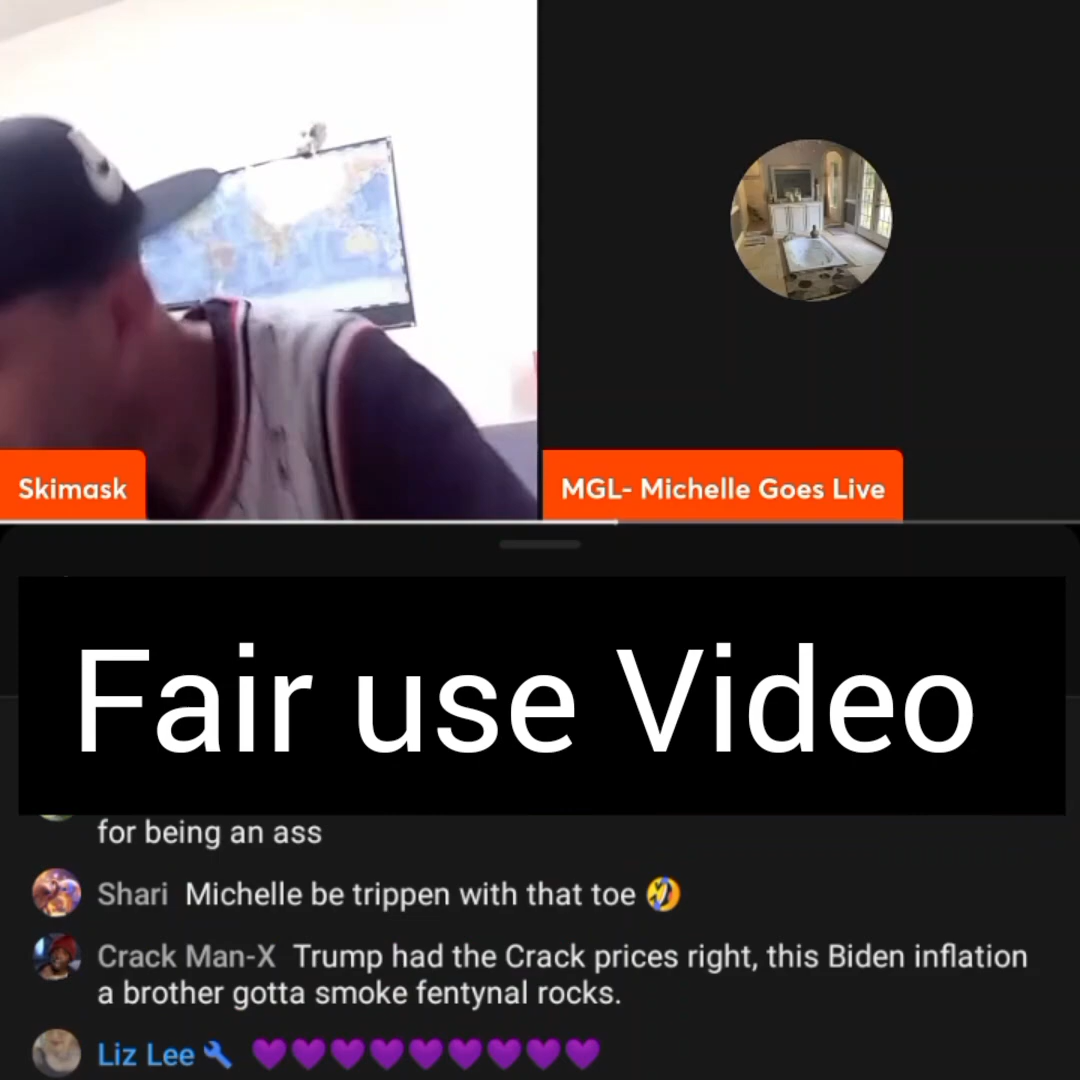 Skimask
MGL- Michelle Goes Live
Fair use Video
for being an ass
Shari Michelle be trippen with that toe 🤣
Crack Man-X Trump had the Crack prices right, this Biden inflation
a brother gotta smoke fentynal rocks.
Liz Lee 🔧 💜💜💜💜💜💜💜💜💜